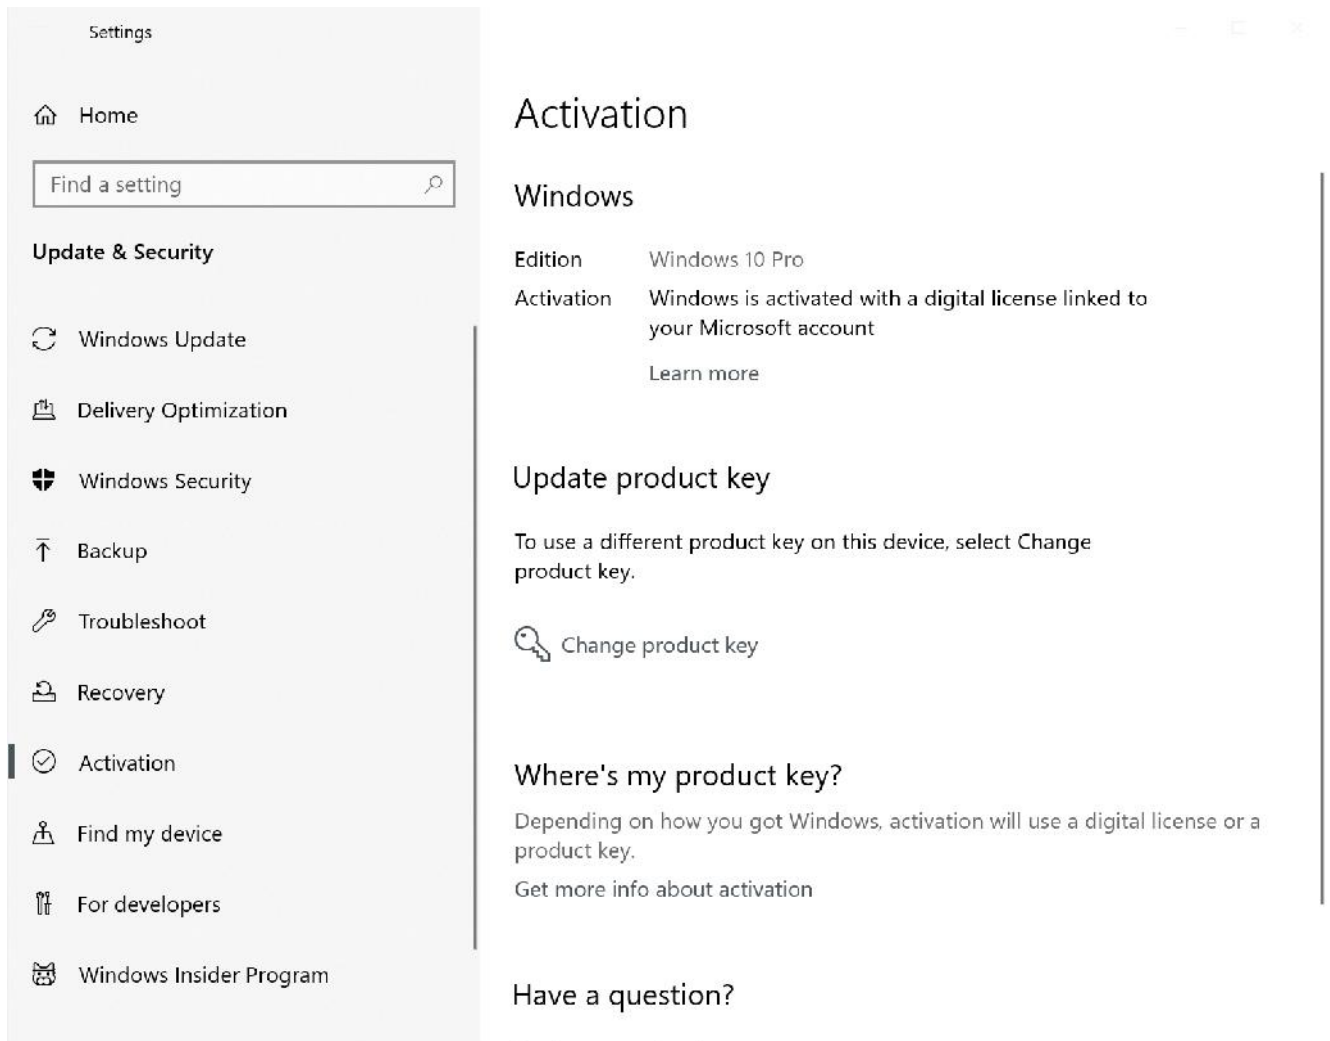 Settings
Home
Find a setting
Update & Security
Windows Update
Delivery Optimization
Windows Security
Backup
Troubleshoot
Recovery
Activation
Find my device
For developers
Windows Insider Program
Activation
Windows
Edition Windows 10 Pro
Activation Windows is activated with a digital license linked to
your Microsoft account
Learn more
Update product key
To use a different product key on this device, select Change
product key.
Change product key
Where's my product key?
Depending on how you got Windows, activation will use a digital license or a
product key.
Get more info about activation
Have a question?